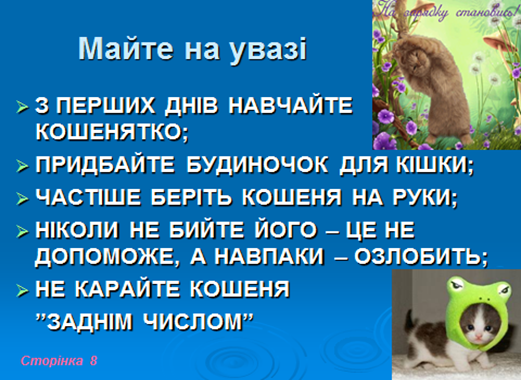 На зарядку становись!
Майте на увазі
З ПЕРШИХ ДНІВ НАВЧАЙТЕ
КОШЕНЯТКО;
ПРИДБАЙТЕ БУДИНОЧОК ДЛЯ КІШКИ;
ЧАСТІШЕ БЕРІТЬ КОШЕНЯ НА РУКИ;
НІКОЛИ НЕ БИЙТЕ ЙОГО – ЦЕ НЕ
ДОПОМОЖЕ, А НАВПАКИ – ОЗЛОБИТЬ;
НЕ КАРАЙТЕ КОШЕНЯ
”ЗАДНІМ ЧИСЛОМ”
Сторінка 8